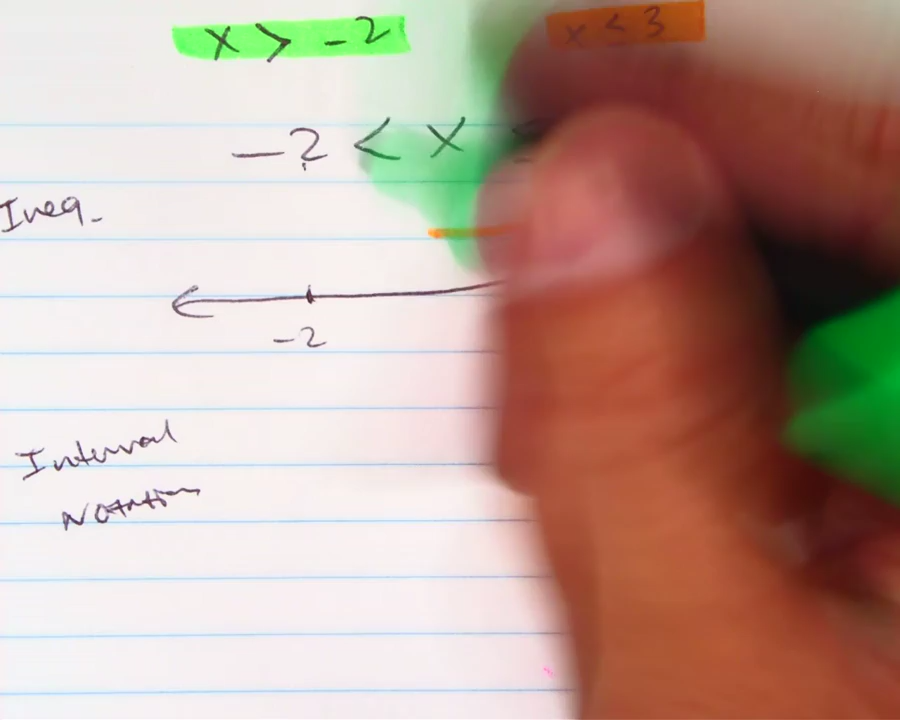 x > -2 x ≤ 3
-2 < x ≤
Ineq.
-2
Interval
Notation